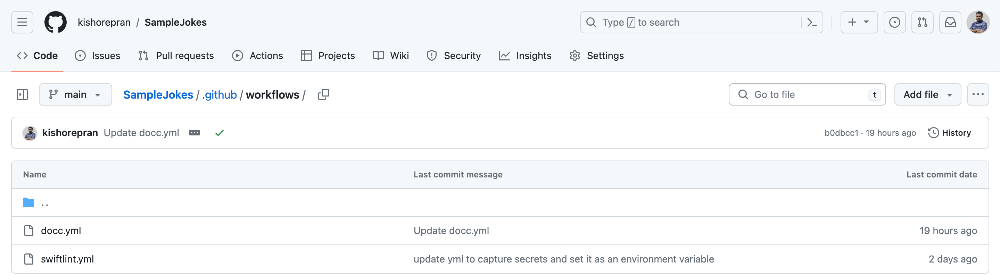 kishorepran / SampleJokes
Type / to search
Code Issues Pull requests Actions Projects Wiki Security Insights Settings
main SampleJokes / .github / workflows / Go to file t Add file
kishorepran Update docc.yml b0dbcc1 · 19 hours ago History
Name Last commit message Last commit date
..
docc.yml Update docc.yml 19 hours ago
swiftlint.yml update yml to capture secrets and set it as an environment variable 2 days ago